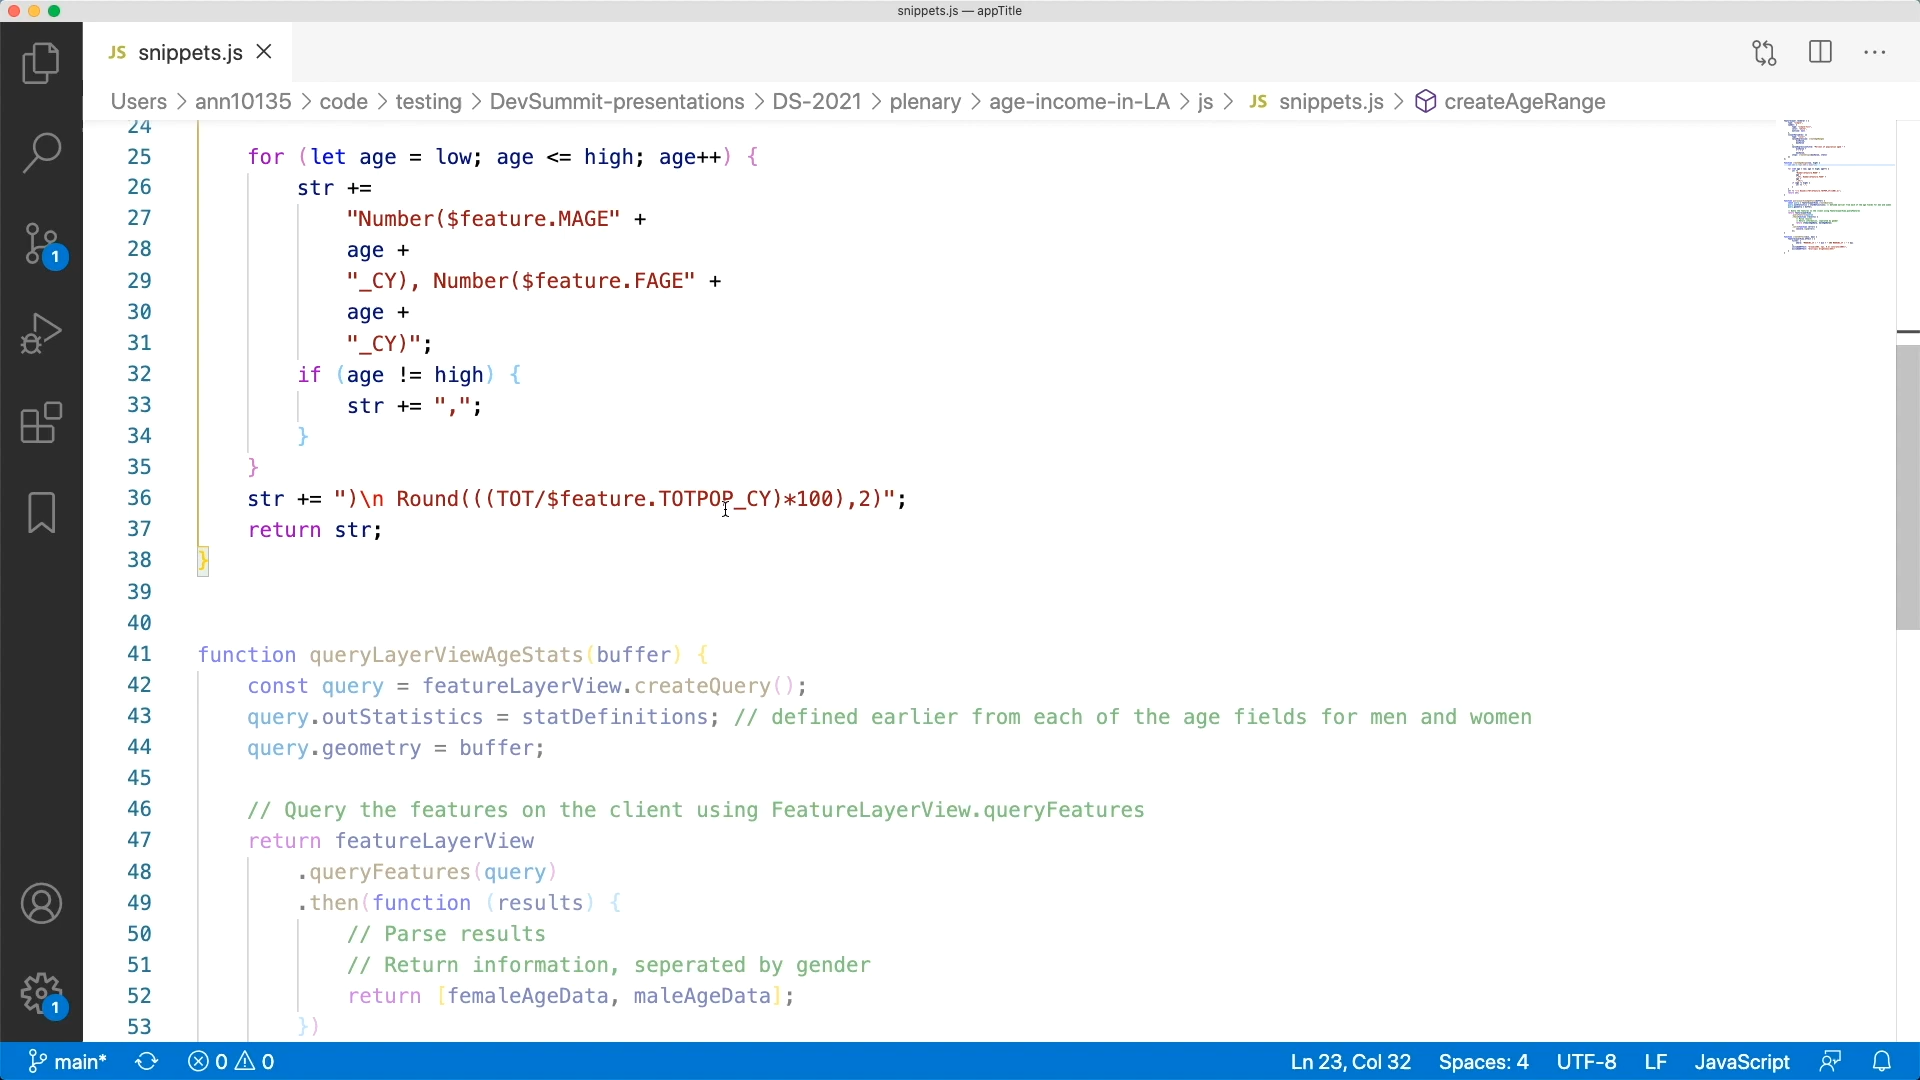 snippets.js — appTitle
JS snippets.js
Users > ann10135 > code > testing > DevSummit-presentations > DS-2021 > plenary > age-income-in-LA > js > JS snippets.js > createAgeRange
24
25 for (let age = low; age <= high; age++) {
26 str +=
27 "Number($feature.MAGE" +
28 age +
29 "_CY), Number($feature.FAGE" +
30 age +
31 "_CY)";
32 if (age != high) {
33 str += ",";
34 }
35 }
36 str += ")\n Round(((TOT/$feature.TOTPOP_CY)*100),2)";
37 return str;
38 }
39
40
41 function queryLayerViewAgeStats(buffer) {
42 const query = featureLayerView.createQuery();
43 query.outStatistics = statDefinitions; // defined earlier from each of the age fields for men and women
44 query.geometry = buffer;
45
46 // Query the features on the client using FeatureLayerView.queryFeatures
47 return featureLayerView
48 .queryFeatures(query)
49 .then(function (results) {
50 // Parse results
51 // Return information, seperated by gender
52 return [femaleAgeData, maleAgeData];
53 })
1
1
main* 0 0 Ln 23, Col 32 Spaces: 4 UTF-8 LF JavaScript